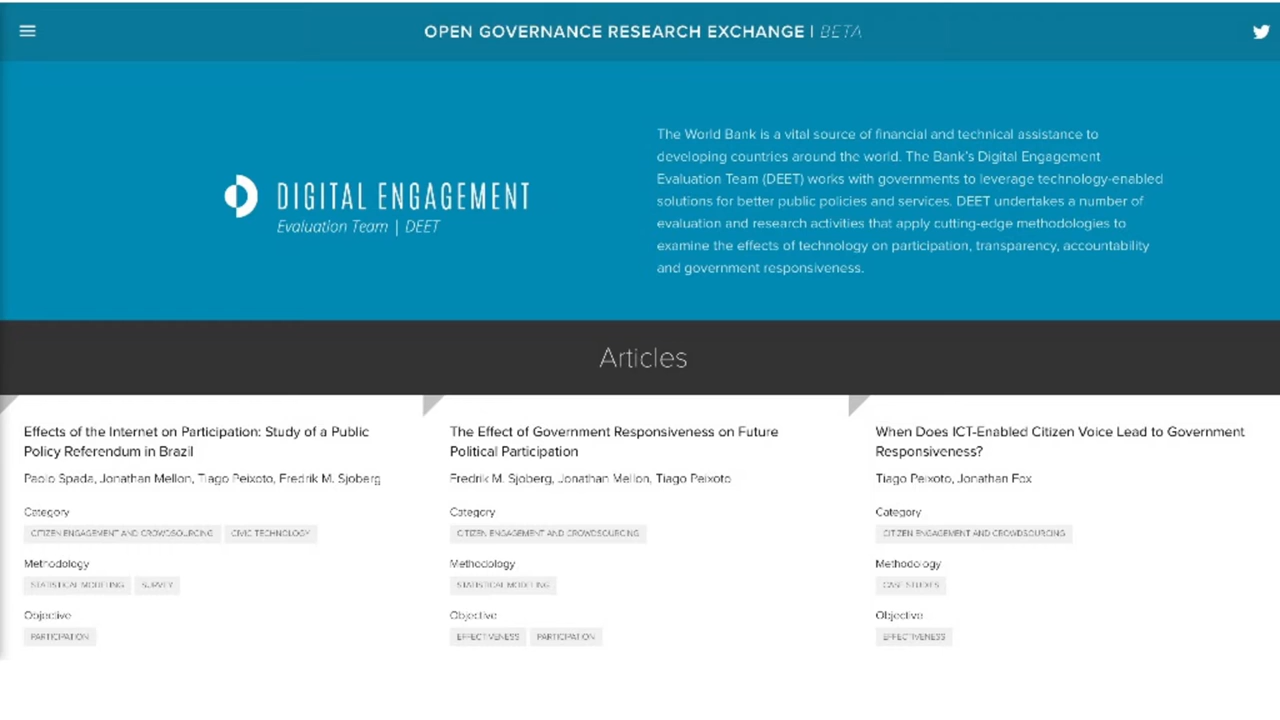 OPEN GOVERNANCE RESEARCH EXCHANGE | BETA
DIGITAL ENGAGEMENT
Evaluation Team | DEET
The World Bank is a vital source of financial and technical assistance to
developing countries around the world. The Bank's Digital Engagement
Evaluation Team (DEET) works with governments to leverage technology-enabled
solutions for better public policies and services. DEET undertakes a number of
evaluation and research activities that apply cutting-edge methodologies to
examine the effects of technology on participation, transparency, accountability
and government responsiveness.
Articles
Effects of the Internet on Participation: Study of a Public
Policy Referendum in Brazil
Paolo Spada, Jonathan Mellon, Tiago Peixoto, Fredrik M. Sjoberg
Category
CITIZEN ENGAGEMENT AND CROWDSOURCING CIVIC TECHNOLOGY
Methodology
STATISTICAL MODELING SURVEY
Objective
PARTICIPATION
The Effect of Government Responsiveness on Future
Political Participation
Fredrik M. Sjoberg, Jonathan Mellon, Tiago Peixoto
Category
CITIZEN ENGAGEMENT AND CROWDSOURCING
Methodology
STATISTICAL MODELING
Objective
EFFECTIVENESS PARTICIPATION
When Does ICT-Enabled Citizen Voice Lead to Government
Responsiveness?
Tiago Peixoto, Jonathan Fox
Category
CITIZEN ENGAGEMENT AND CROWDSOURCING
Methodology
CASE STUDIES
Objective
EFFECTIVENESS